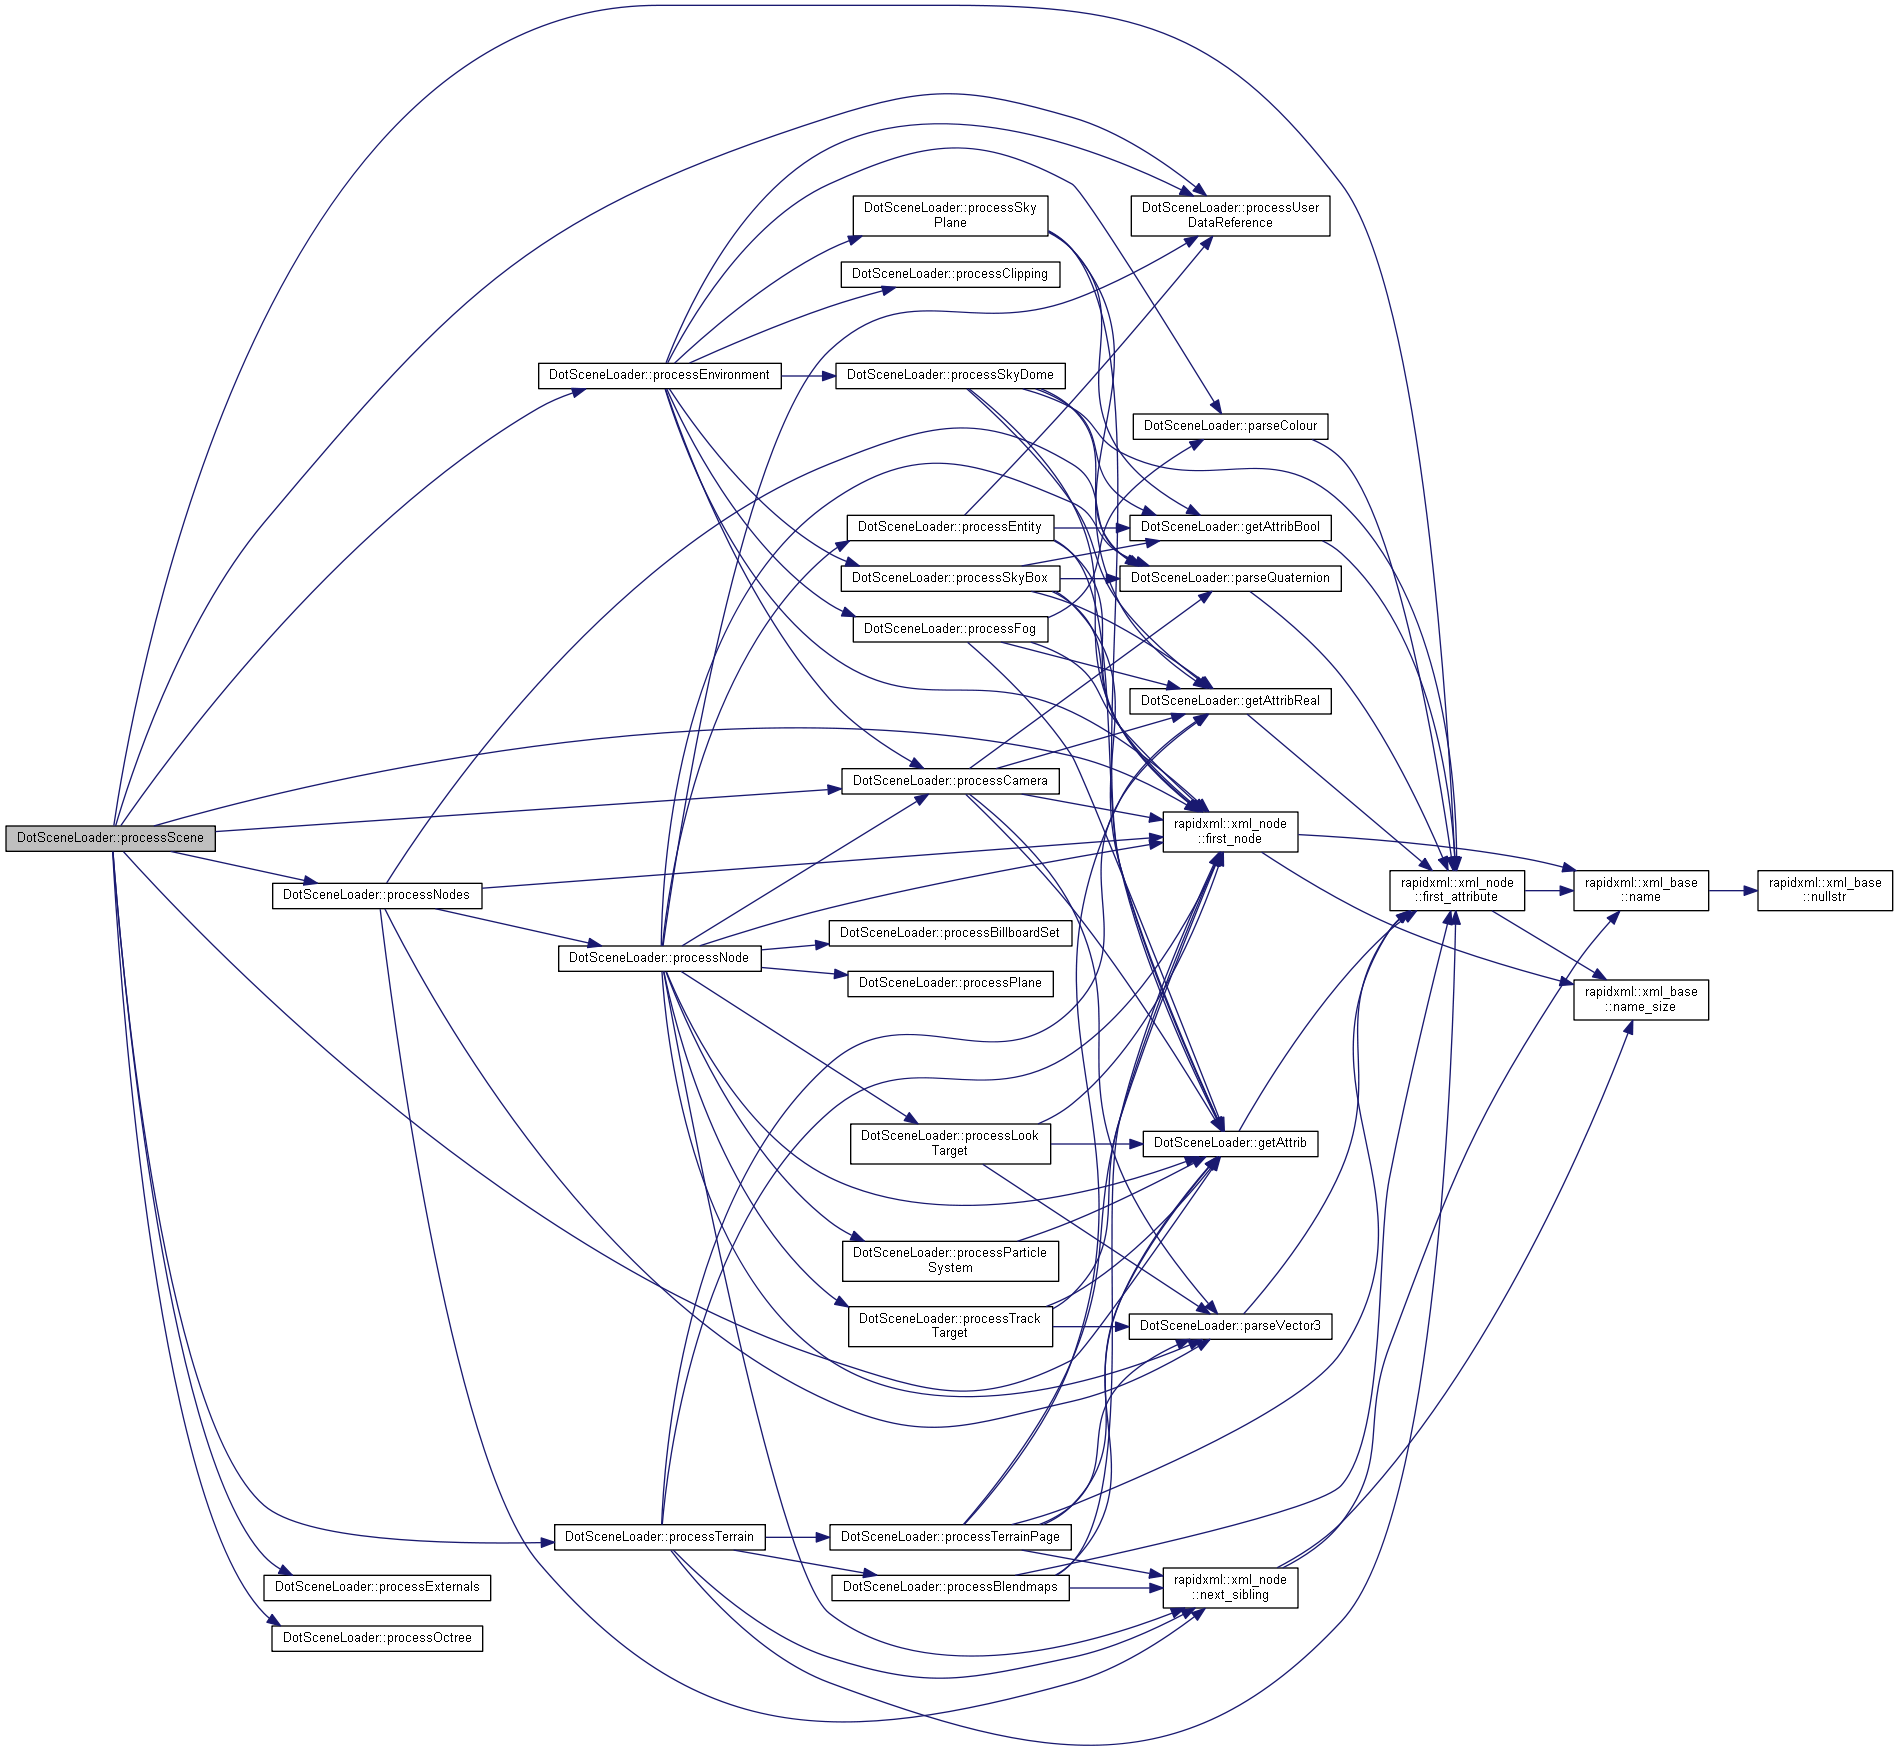 DotSceneLoader::processScene
DotSceneLoader::processNodes
DotSceneLoader::processExternals
DotSceneLoader::processOctree
DotSceneLoader::processEnvironment
DotSceneLoader::processNode
DotSceneLoader::processTerrain
DotSceneLoader::processSky
Plane
DotSceneLoader::processClipping
DotSceneLoader::processSkyDome
DotSceneLoader::processEntity
DotSceneLoader::processSkyBox
DotSceneLoader::processFog
DotSceneLoader::processCamera
DotSceneLoader::processBillboardSet
DotSceneLoader::processPlane
DotSceneLoader::processLook
Target
DotSceneLoader::processParticle
System
DotSceneLoader::processTrack
Target
DotSceneLoader::processTerrainPage
DotSceneLoader::processBlendmaps
DotSceneLoader::processUser
DataReference
DotSceneLoader::parseColour
DotSceneLoader::getAttribBool
DotSceneLoader::parseQuaternion
DotSceneLoader::getAttribReal
rapidxml::xml_node
::first_node
DotSceneLoader::getAttrib
DotSceneLoader::parseVector3
rapidxml::xml_node
::next_sibling
rapidxml::xml_node
::first_attribute
rapidxml::xml_base
::name
rapidxml::xml_base
::name_size
rapidxml::xml_base
::nullstr